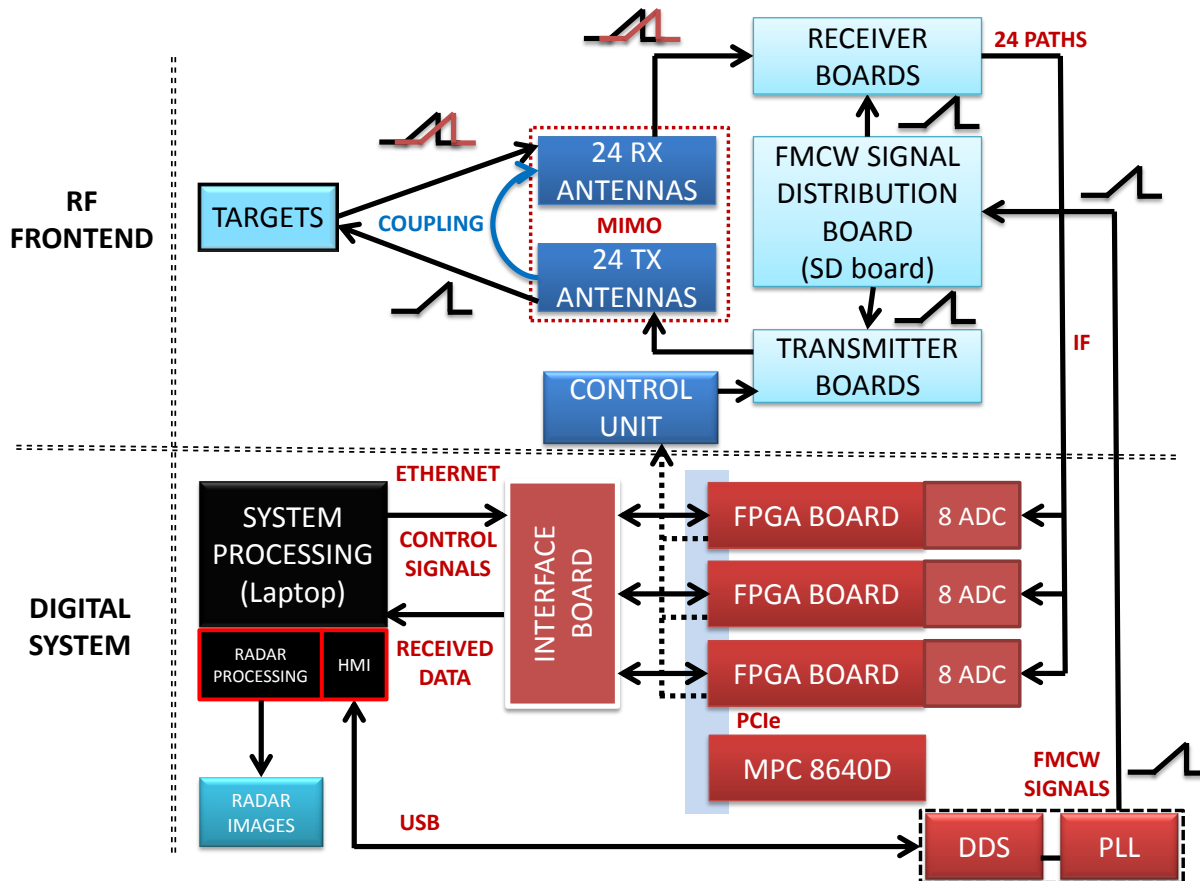 RECEIVER
BOARDS
24 PATHS
24 RX
ANTENNAS
FMCW SIGNAL
DISTRIBUTION
BOARD
(SD board)
RF
FRONTEND
TARGETS
COUPLING
MIMO
24 TX
ANTENNAS
TRANSMITTER
BOARDS
IF
CONTROL
UNIT
ETHERNET
SYSTEM
PROCESSING
(Laptop)
CONTROL
SIGNALS
INTERFACE
BOARD
FPGA BOARD
8 ADC
FPGA BOARD
8 ADC
DIGITAL
SYSTEM
RADAR
PROCESSING
HMI
RECEIVED
DATA
FPGA BOARD
8 ADC
PCIe
MPC 8640D
FMCW
SIGNALS
RADAR
IMAGES
USB
DDS
PLL